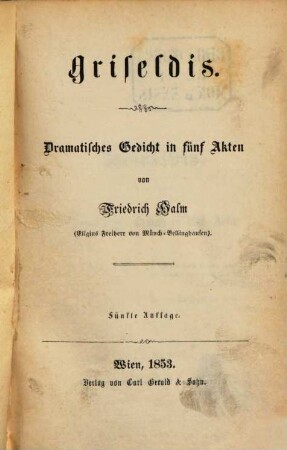 Griseldis.
Dramatisches Gedicht in fünf Akten
von
Friedrich Halm
(Eligius Freiherr von Münch-Bellinghausen).
Fünfte Auflage.
Wien, 1853.
Verlag von Carl Gerold & Sohn.